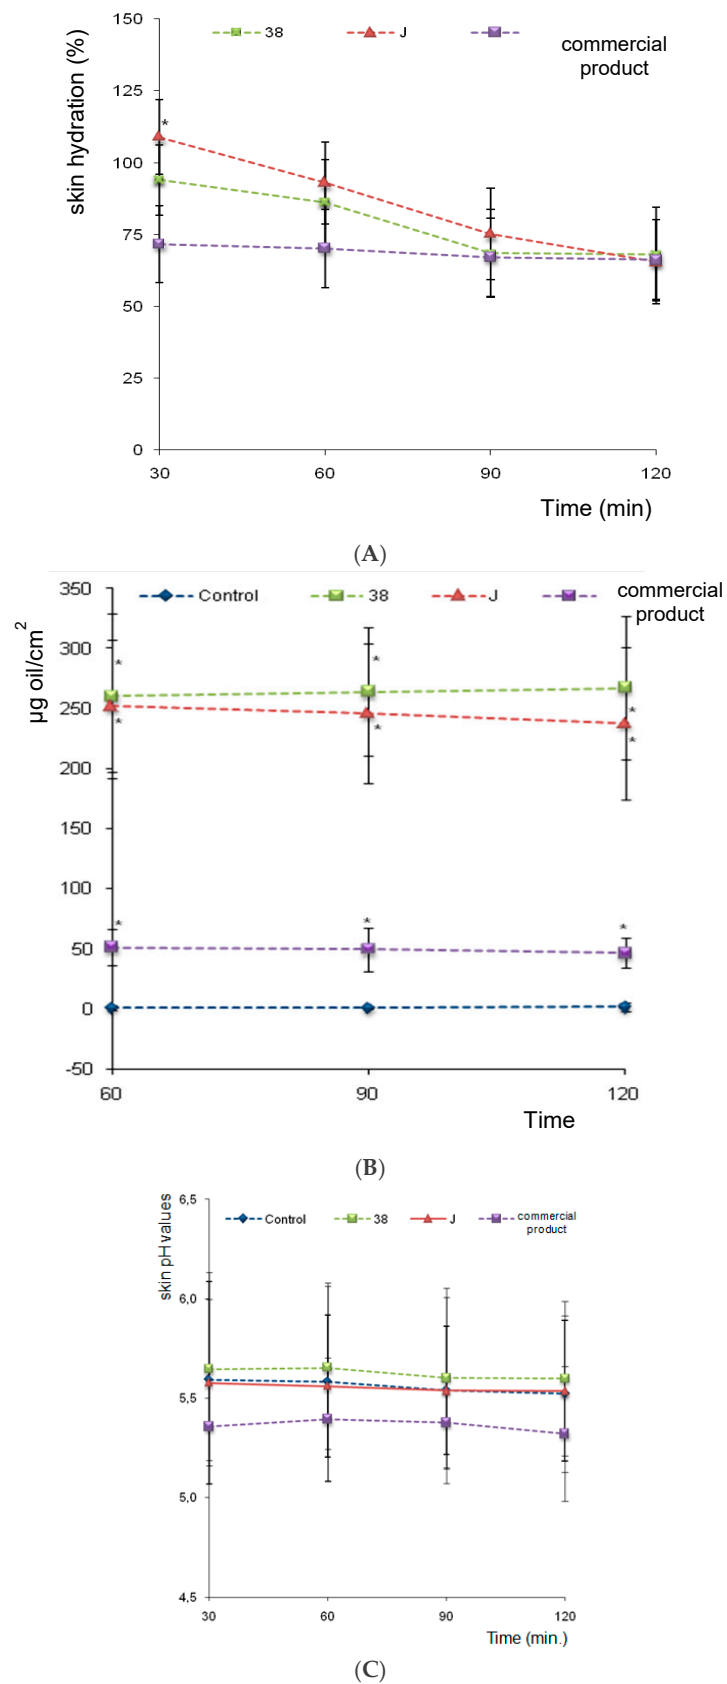 150
38
J
commercial
product
skin hydration (%)
125
*
100
75
50
25
0
30
60
90
120
Time (min)
(A)
350
Control
38
J
commercial
product
µg oil/cm2
300
*
*
250
*
*
*
*
200
150
100
*
*
*
50
0
-50
60
90
120
Time
(B)
6,5
Control
38
J
commercial
product
skin pH values
6,0
5,5
5,0
4,5
30
60
90
120
Time (min.)
(C)